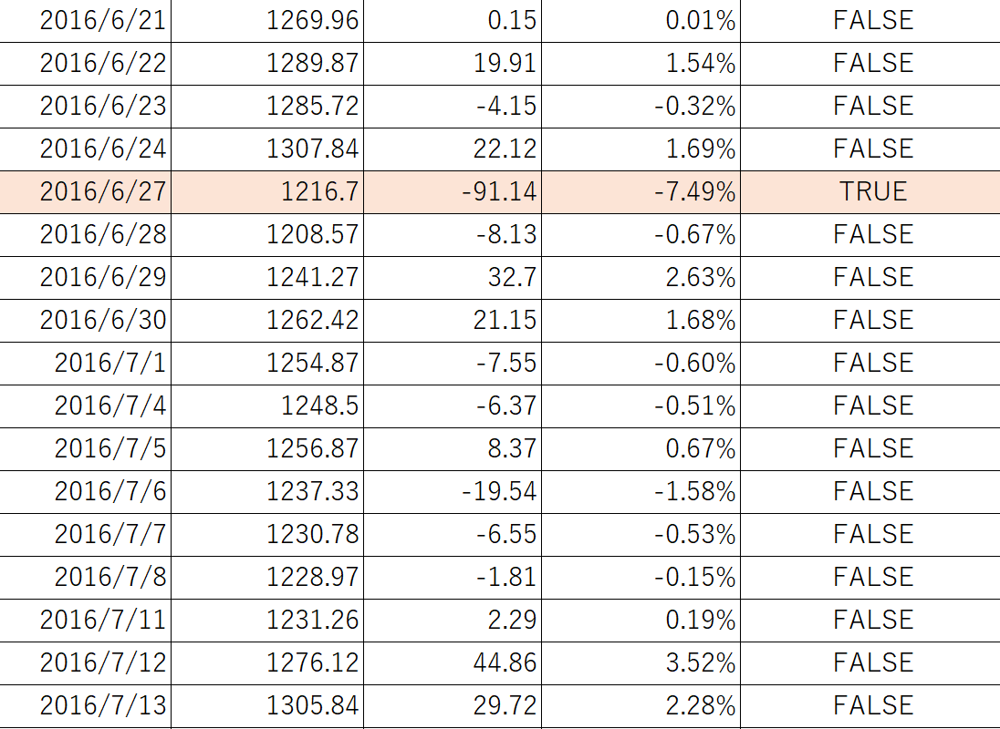 2016/6/21 1269.96 0.15 0.01% FALSE
2016/6/22 1289.87 19.91 1.54% FALSE
2016/6/23 1285.72 -4.15 -0.32% FALSE
2016/6/24 1307.84 22.12 1.69% FALSE
2016/6/27 1216.7 -91.14 -7.49% TRUE
2016/6/28 1208.57 -8.13 -0.67% FALSE
2016/6/29 1241.27 32.7 2.63% FALSE
2016/6/30 1262.42 21.15 1.68% FALSE
2016/7/1 1254.87 -7.55 -0.60% FALSE
2016/7/4 1248.5 -6.37 -0.51% FALSE
2016/7/5 1256.87 8.37 0.67% FALSE
2016/7/6 1237.33 -19.54 -1.58% FALSE
2016/7/7 1230.78 -6.55 -0.53% FALSE
2016/7/8 1228.97 -1.81 -0.15% FALSE
2016/7/11 1231.26 2.29 0.19% FALSE
2016/7/12 1276.12 44.86 3.52% FALSE
2016/7/13 1305.84 29.72 2.28% FALSE